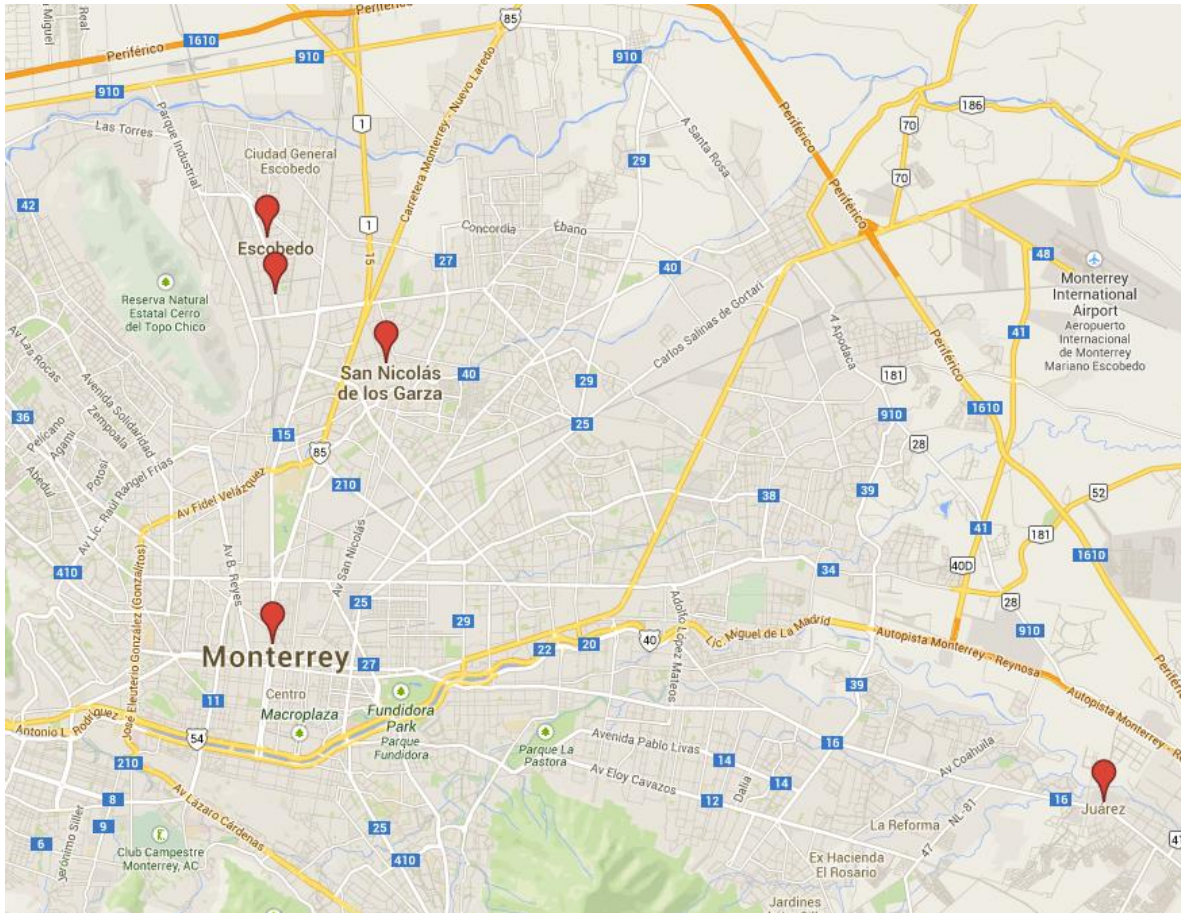 85
1610
Periférico
Miguel
Real
Periférico
910
910
910
Periférico
186
70
1
Las Torres
Parque Industrial
Ciudad General
Escobedo
Carretera Monterrey - Nuevo Laredo
A Santa Rosa
29
70
42
1
Escobedo
Concordia
Ébano
Periférico
15
27
40
48
Monterrey
International
Airport
Aeropuerto
Internacional
de Monterrey
Mariano Escobedo
Reserva Natural
Estatal Cerro
del Topo Chico
Carlos Salinas de Gortari
A Apodaca
41
Periférico
Av Las Rocas
San Nicolás
de los Garza
40
29
181
1610
Avenida Solidaridad
Zempoala
36
Pelícano
Agami
Abedul
Potosí
15
25
910
28
85
210
Av Lic. Raúl Rangel Frías
Av Fidel Velázquez
38
39
52
41
181
1610
Av San Nicolás
Av B. Reyes
410
34
40D
José Eleuterio González (Gonzalitos)
25
29
28
910
Adolfo López Mateos
Lic. Miguel de La Madrid
Autopista Monterrey - Reynosa
20
22
40
Periférico
Monterrey
27
39
Centro
11
Macroplaza
Fundidora
Park
Parque
Fundidora
Autopista Monterrey - R
Antonio L. Rodríguez
54
Parque La
Pastora
Avenida Pablo Livas
16
14
Av Coahuila
210
Av Eloy Cavazos
14
Dalia
12
16
Juárez
8
Av Lázaro Cárdenas
NL-81
9
6
Jerónimo Siller
25
La Reforma
47
47
Club Campestre
Monterrey, AC
410
Ex Hacienda
El Rosario
Jardines